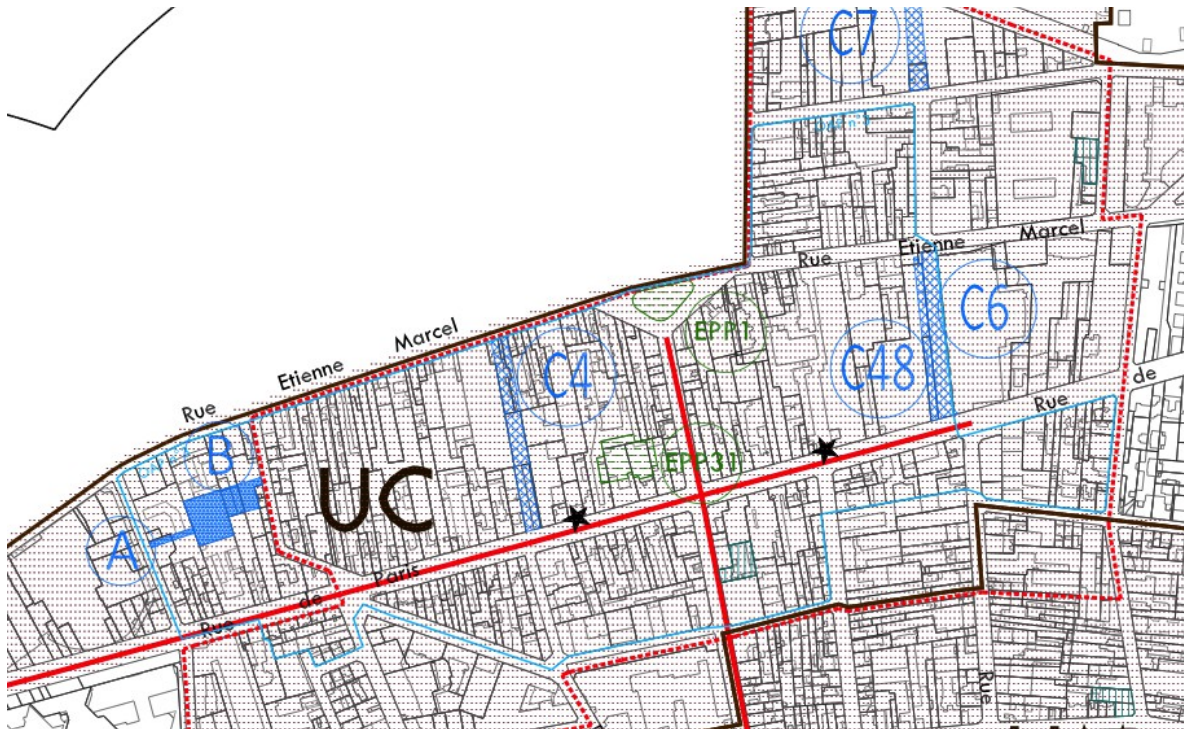 C7
Rue Etienne Marcel
EPP1
C6
C4
C48
Rue Etienne Marcel
B
EPP31
UC
A
Rue de Paris
Rue de
Rue